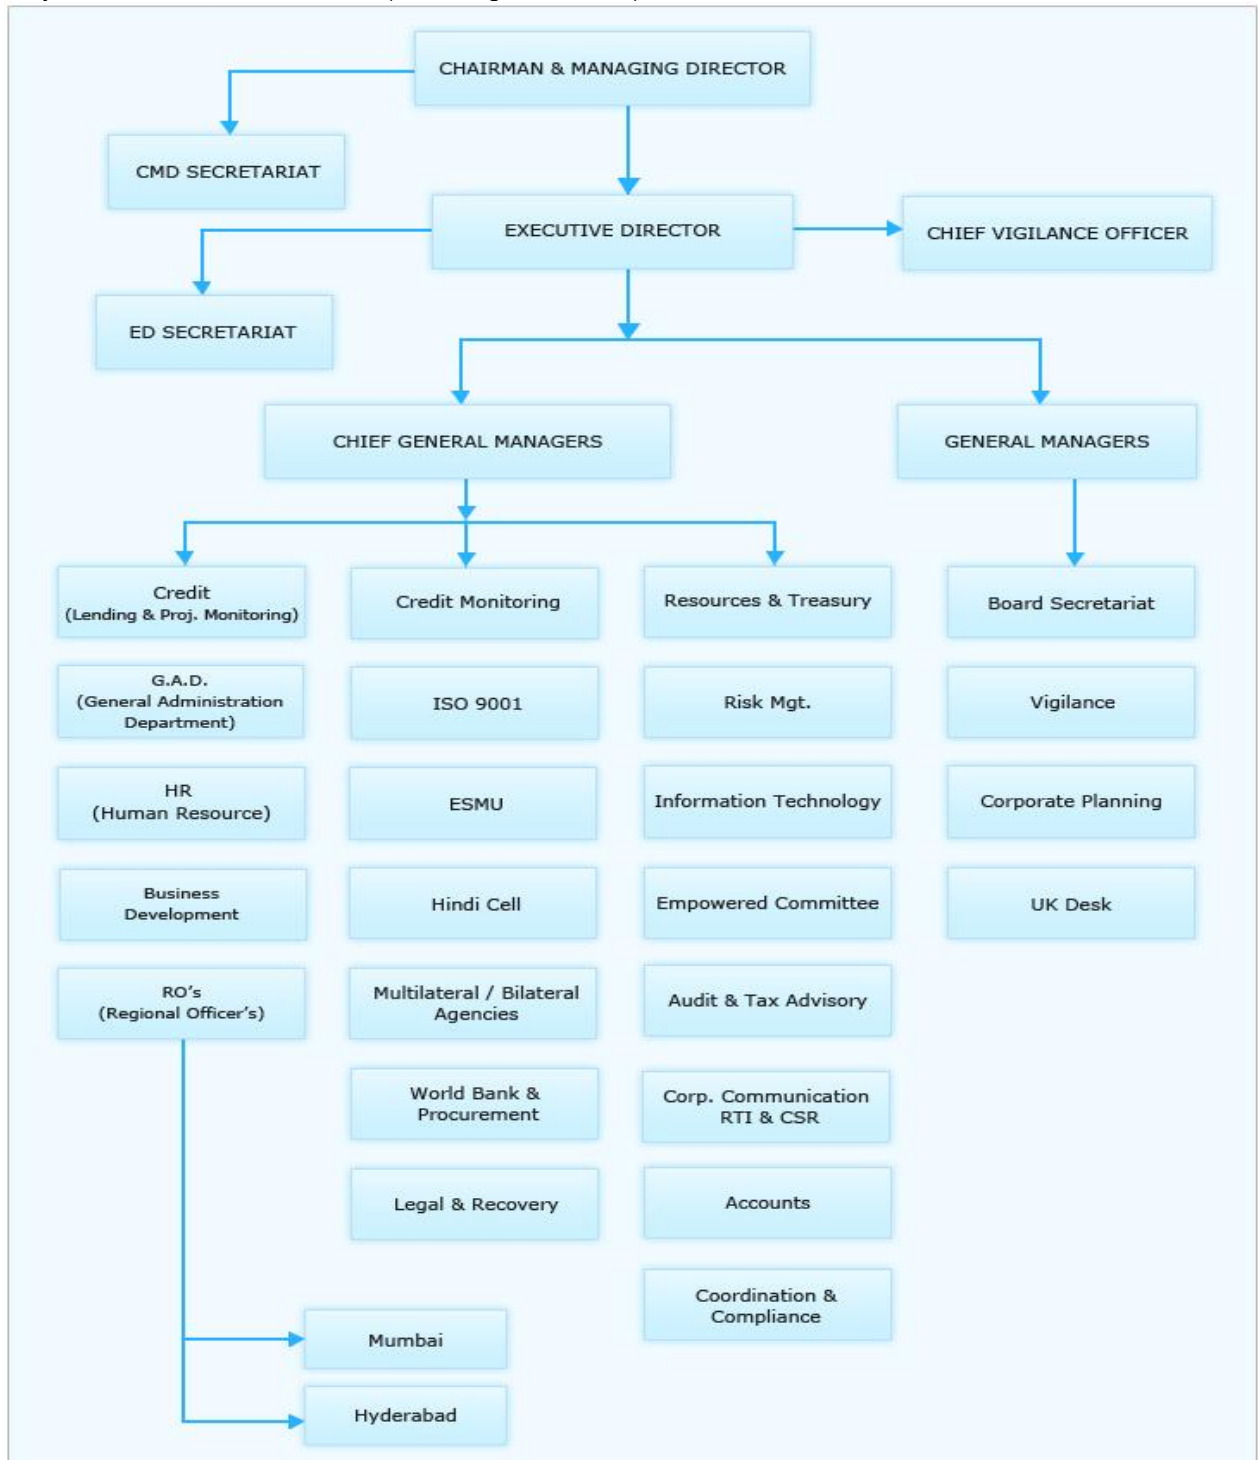 CHAIRMAN & MANAGING DIRECTOR
CMD SECRETARIAT
EXECUTIVE DIRECTOR
CHIEF VIGILANCE OFFICER
ED SECRETARIAT
CHIEF GENERAL MANAGERS
GENERAL MANAGERS
Credit
(Lending & Proj. Monitoring)
G.A.D.
(General Administration
Department)
HR
(Human Resource)
Business
Development
RO's
(Regional Officer's)
Mumbai
Hyderabad
Credit Monitoring
ISO 9001
ESMU
Hindi Cell
Multilateral / Bilateral
Agencies
World Bank &
Procurement
Legal & Recovery
Resources & Treasury
Risk Mgt.
Information Technology
Empowered Committee
Audit & Tax Advisory
Corp. Communication
RTI & CSR
Accounts
Coordination &
Compliance
Board Secretariat
Vigilance
Corporate Planning
UK Desk